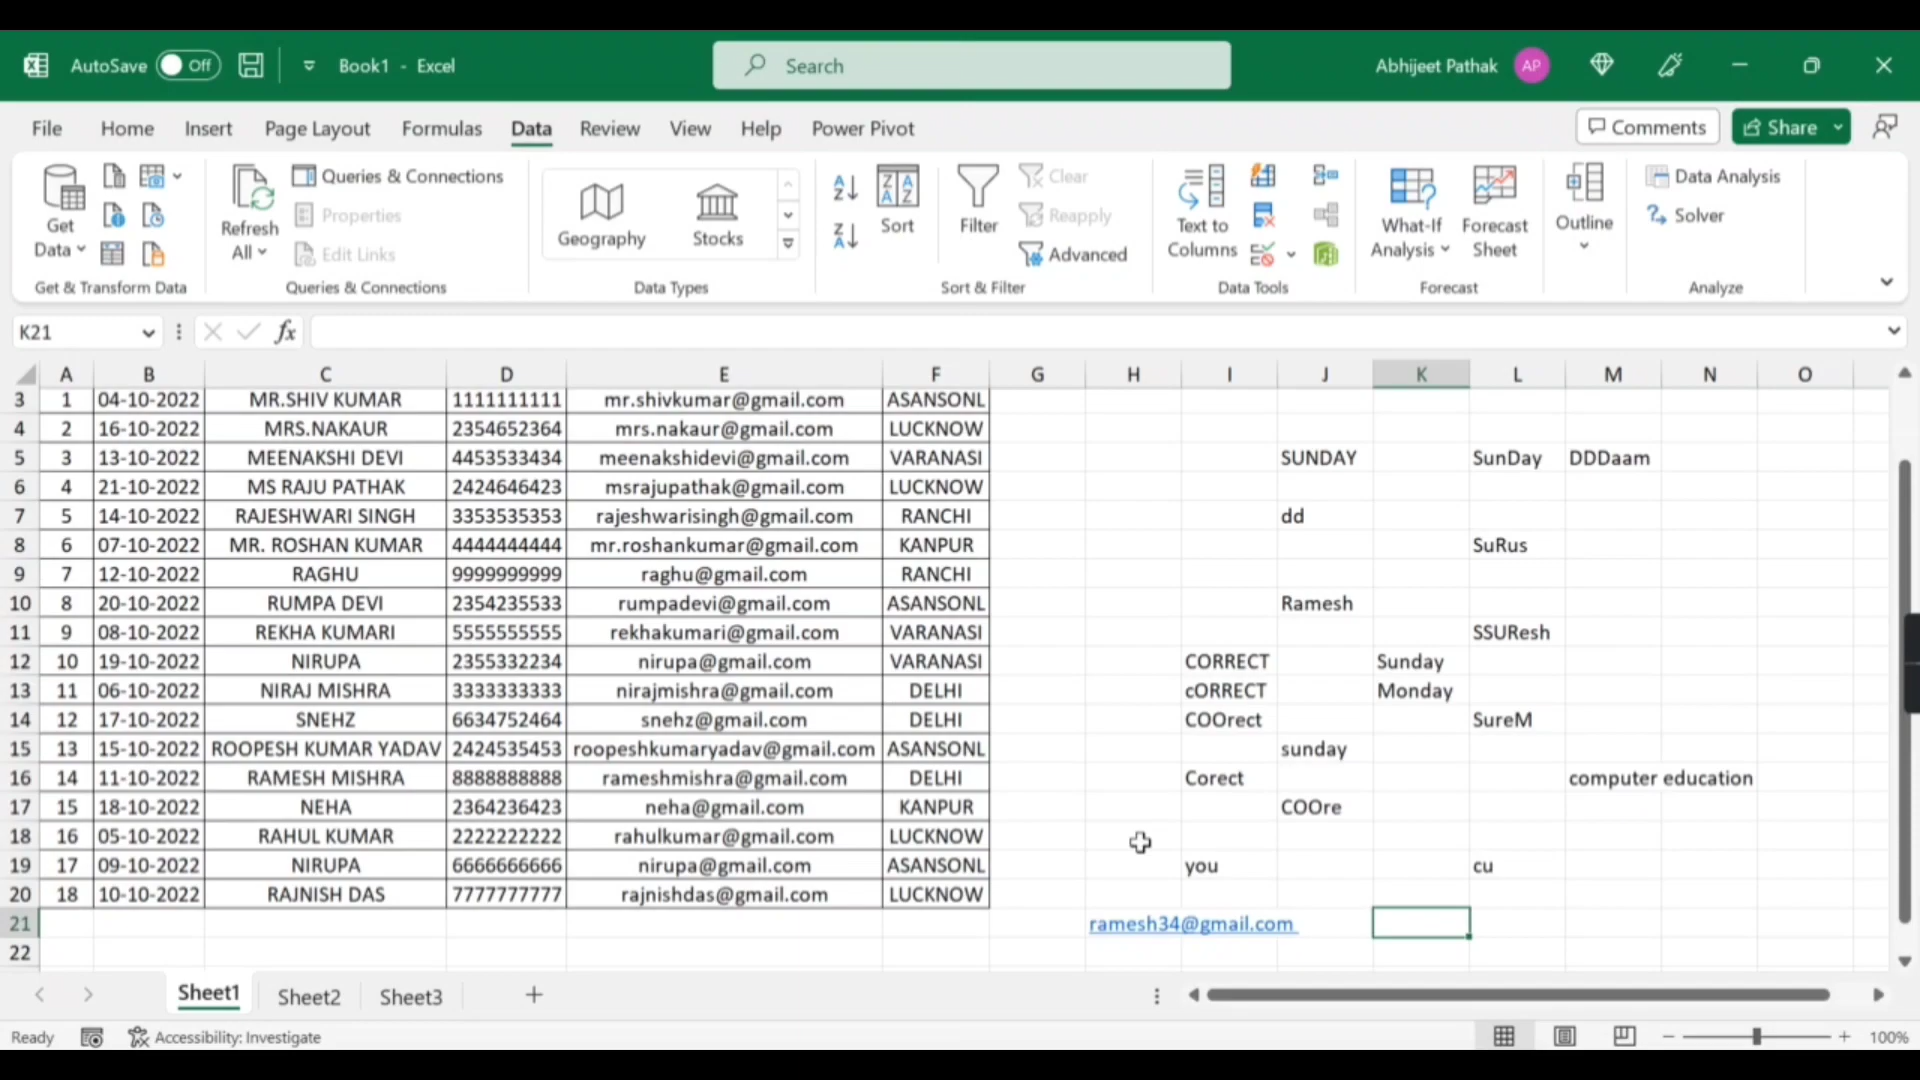 AutoSave Off Book1 - Excel Search Abhijeet Pathak AP
File Home Insert Page Layout Formulas Data Review View Help Power Pivot Comments Share
Get Data Refresh All Queries & Connections Properties Edit Links Geography Stocks Sort Filter Clear Reapply Advanced Text to Columns What-If Analysis Forecast Sheet Outline Data Analysis Solver
Get & Transform Data Queries & Connections Data Types Sort & Filter Data Tools Forecast Analyze
K21 fx
A B C D E F G H I J K L M N O
3 1 04-10-2022 MR.SHIV KUMAR 1111111111 mr.shivkumar@gmail.com ASANSONL
4 2 16-10-2022 MRS.NAKAUR 2354652364 mrs.nakaur@gmail.com LUCKNOW
5 3 13-10-2022 MEENAKSHI DEVI 4453533434 meenakshidevi@gmail.com VARANASI SUNDAY SunDay DDDaam
6 4 21-10-2022 MS RAJU PATHAK 2424646423 msrajupathak@gmail.com LUCKNOW
7 5 14-10-2022 RAJESHWARI SINGH 3353535353 rajeshwarisingh@gmail.com RANCHI dd
8 6 07-10-2022 MR. ROSHAN KUMAR 4444444444 mr.roshankumar@gmail.com KANPUR SuRus
9 7 12-10-2022 RAGHU 9999999999 raghu@gmail.com RANCHI
10 8 20-10-2022 RUMPA DEVI 2354235533 rumpadevi@gmail.com ASANSONL Ramesh
11 9 08-10-2022 REKHA KUMARI 5555555555 rekhakumari@gmail.com VARANASI SSUResh
12 10 19-10-2022 NIRUPA 2355332234 nirupa@gmail.com VARANASI CORRECT Sunday
13 11 06-10-2022 NIRAJ MISHRA 3333333333 nirajmishra@gmail.com DELHI cORRECT Monday
14 12 17-10-2022 SNEHZ 6634752464 snehz@gmail.com DELHI COOrect SureM
15 13 15-10-2022 ROOPESH KUMAR YADAV 2424535453 roopeshkumaryadav@gmail.com ASANSONL sunday
16 14 11-10-2022 RAMESH MISHRA 8888888888 rameshmishra@gmail.com DELHI Corect computer education
17 15 18-10-2022 NEHA 2364236423 neha@gmail.com KANPUR COOre
18 16 05-10-2022 RAHUL KUMAR 2222222222 rahulkumar@gmail.com LUCKNOW
19 17 09-10-2022 NIRUPA 6666666666 nirupa@gmail.com ASANSONL you cu
20 18 10-10-2022 RAJNISH DAS 7777777777 rajnishdas@gmail.com LUCKNOW
21 ramesh34@gmail.com
22
Sheet1 Sheet2 Sheet3
Ready Accessibility: Investigate 100%